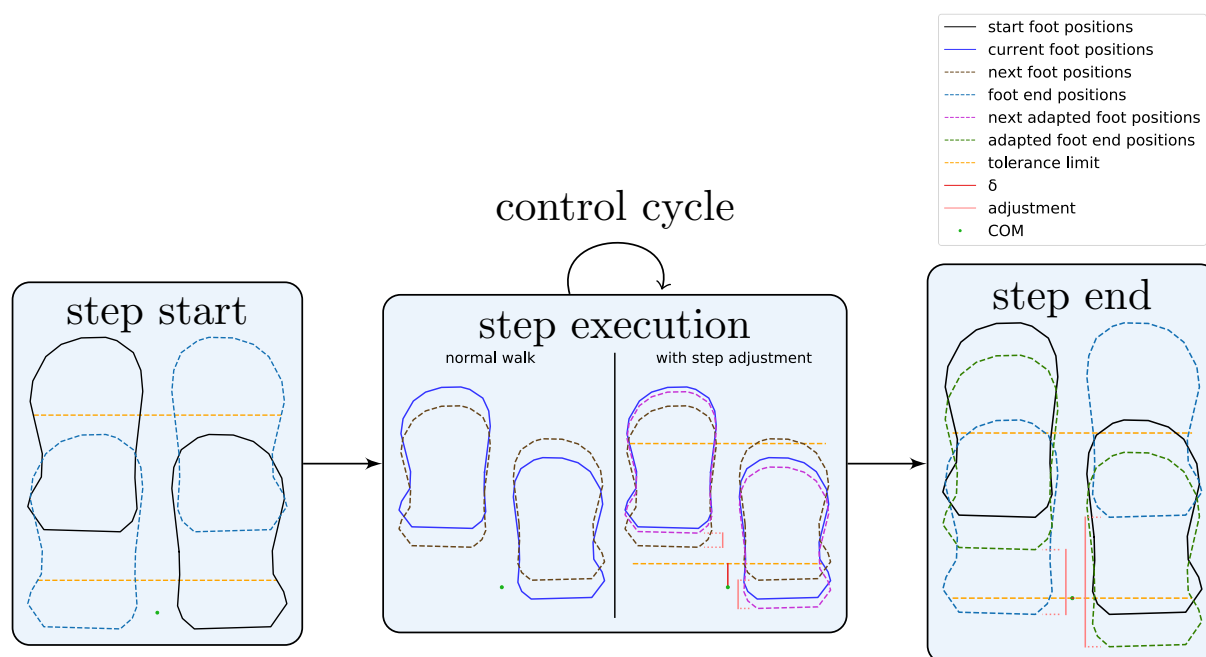 start foot positions
current foot positions
next foot positions
foot end positions
next adapted foot positions
adapted foot end positions
tolerance limit
δ
adjustment
COM
control cycle
step start
step execution
normal walk
with step adjustment
step end